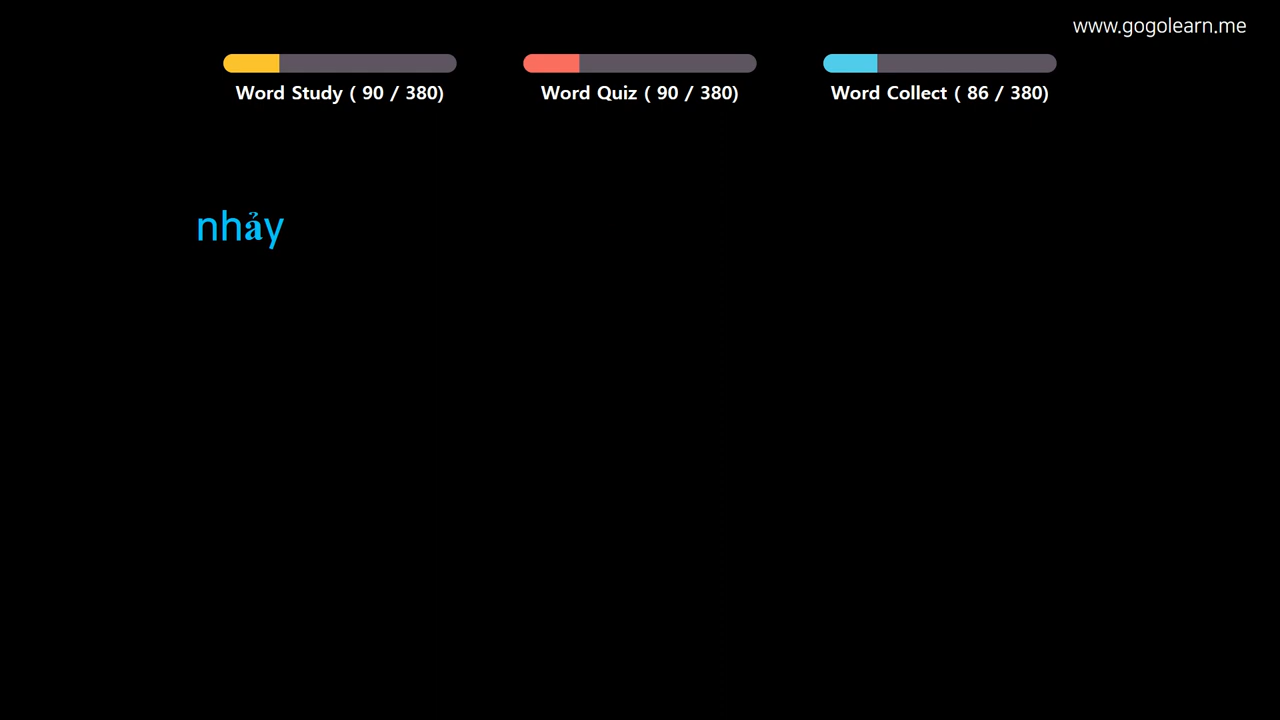 www.gogolearn.me
Word Study ( 90 / 380)
Word Quiz ( 90 / 380)
Word Collect ( 86 / 380)
nhảy